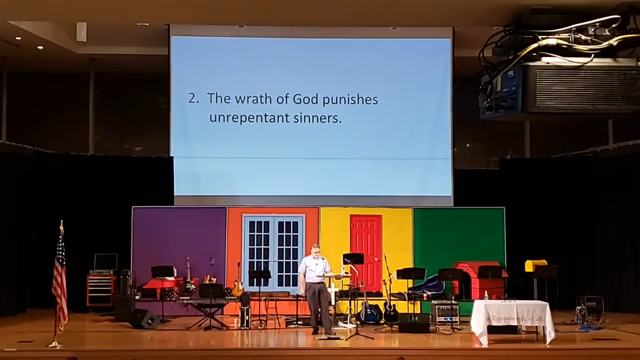 2. The wrath of God punishes
unrepentant sinners.